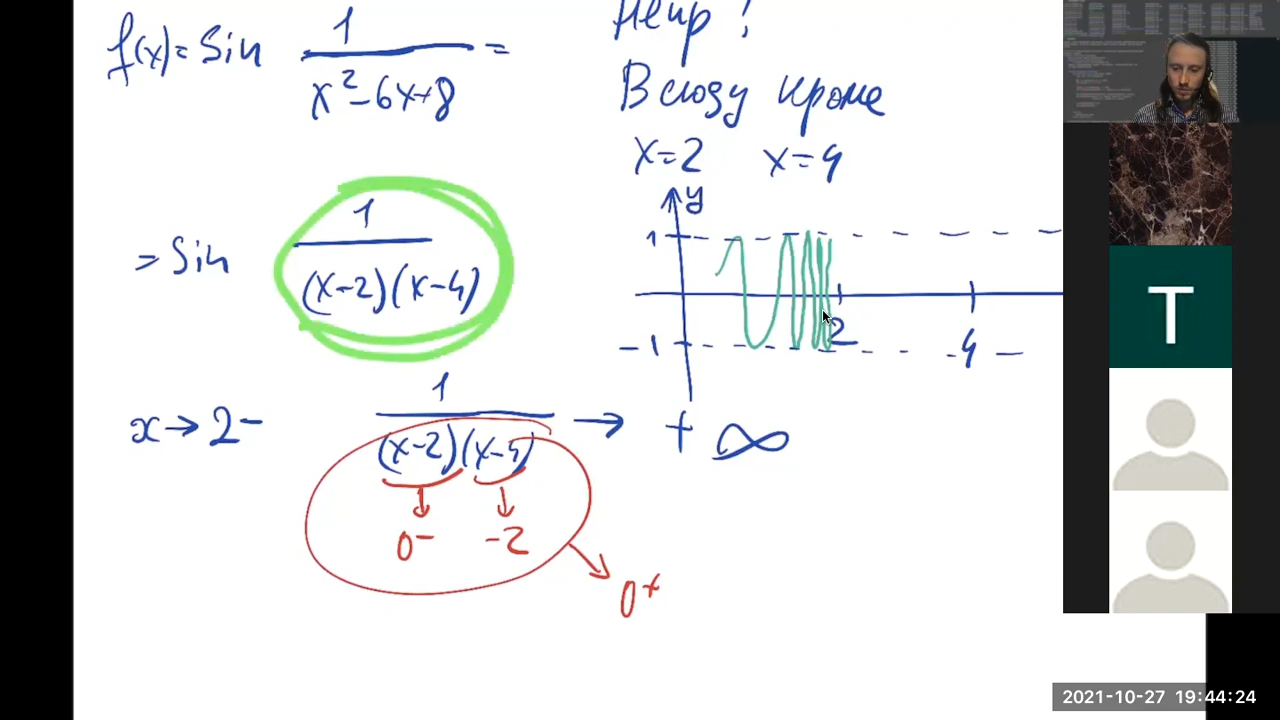 f(x) = Sin 1 / (x² - 6x + 8) =
Непр!
Всюду кроме
x=2 x=4
= Sin 1 / ((x-2)(x-4))
y
1
2
-1
4
x → 2- 1 / ((x-2)(x-4)) → +∞
0- -2
0+
T
2021-10-27 19:44:24